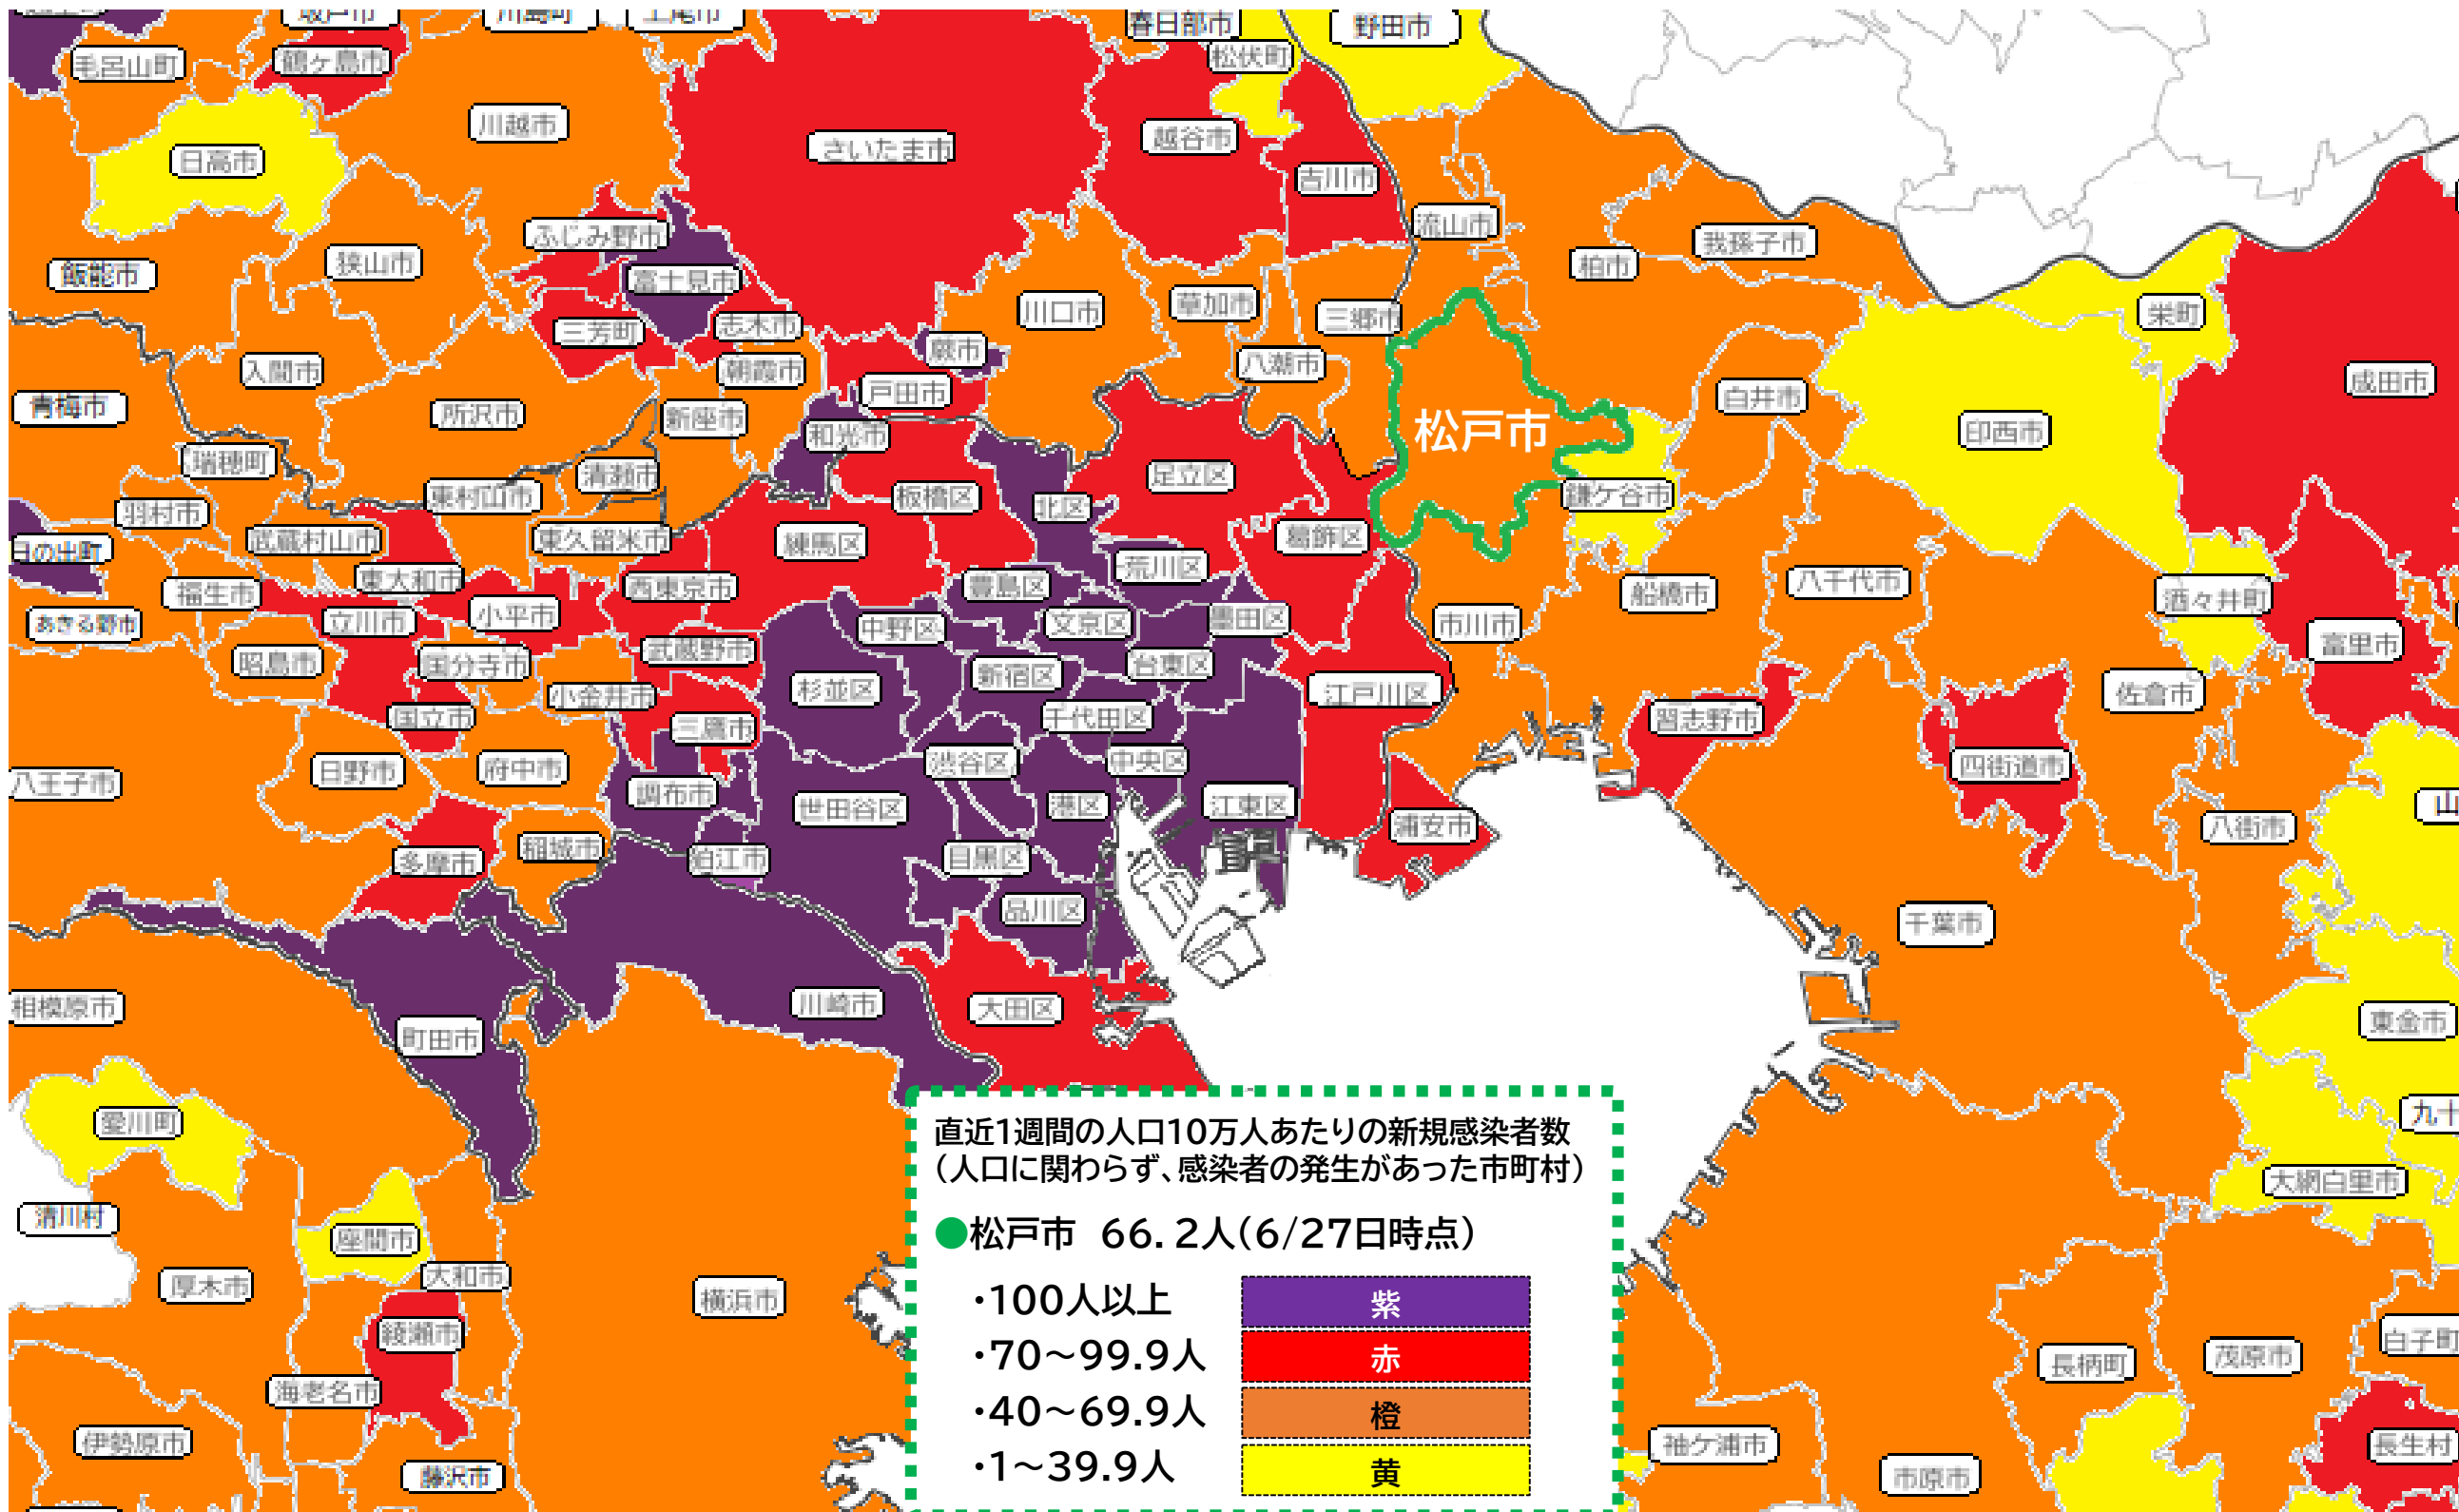 坂戸市
川島町
上尾市
春日部市
野田市
松伏町
毛呂山町
鶴ヶ島市
川越市
さいたま市
越谷市
日高市
吉川市
流山市
ふじみ野市
我孫子市
狭山市
柏市
飯能市
富士見市
草加市
川口市
栄町
三郷市
志木市
三芳町
蕨市
八潮市
入間市
朝霞市
成田市
戸田市
白井市
青梅市
所沢市
新座市
松戸市
和光市
印西市
瑞穂町
清瀬市
足立区
東村山市
板橋区
鎌ケ谷市
北区
羽村市
葛飾区
武蔵村山市
東久留米市
練馬区
日の出町
荒川区
東大和市
豊島区
西東京市
八千代市
福生市
船橋市
酒々井町
小平市
墨田区
立川市
あきる野市
中野区
文京区
市川市
富里市
武蔵野市
昭島市
国分寺市
台東区
新宿区
杉並区
江戸川区
小金井市
佐倉市
国立市
千代田区
習志野市
三鷹市
中央区
渋谷区
四街道市
日野市
府中市
八王子市
調布市
世田谷区
港区
江東区
山
浦安市
八街市
稲城市
狛江市
目黒区
多摩市
品川区
千葉市
相模原市
川崎市
大田区
東金市
町田市
愛川町
九十
直近1週間の人口10万人あたりの新規感染者数
（人口に関わらず、感染者の発生があった市町村）
大網白里市
清川村
●松戸市 66.2人(6/27日時点)
座間市
大和市
厚木市
横浜市
・100人以上 紫
綾瀬市
白子町
・70～99.9人 赤
長柄町
茂原市
海老名市
・40～69.9人 橙
伊勢原市
袖ケ浦市
長生村
・1～39.9人 黄
藤沢市
市原市